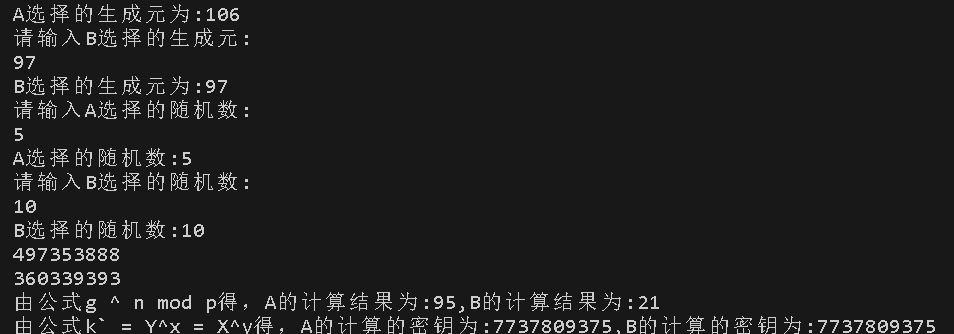 A选择的生成元为:106
请输入B选择的生成元:
97
B选择的生成元为:97
请输入A选择的随机数:
5
A选择的随机数:5
请输入B选择的随机数:
10
B选择的随机数:10
497353888
360339393
由公式g ^ n mod p得，A的计算结果为:95,B的计算结果为:21
由公式k` = Y^x = X^y得，A的计算的密钥为:7737809375,B的计算的密钥为:7737809375